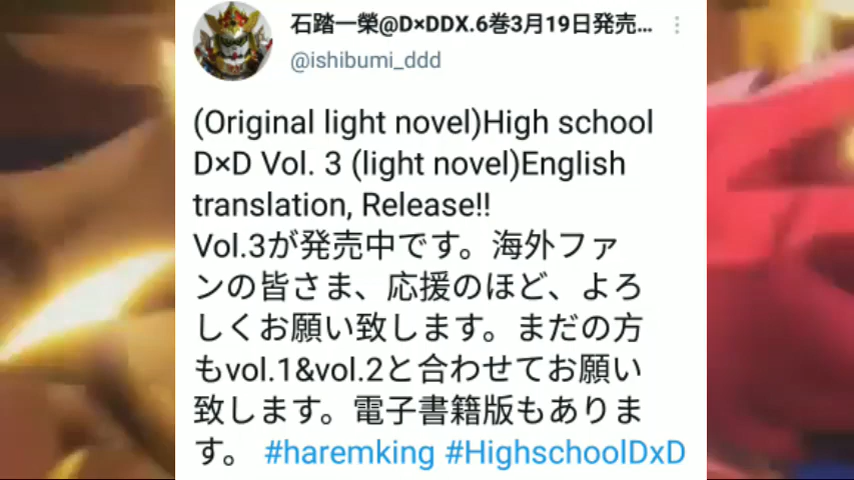 石踏一榮@D×DDX.6巻3月19日発売...
@ishibumi_ddd
(Original light novel)High school
D×D Vol. 3 (light novel)English
translation, Release!!
Vol.3が発売中です。海外ファ
ンの皆さま、応援のほど、よろ
しくお願い致します。まだの方
もvol.1&vol.2と合わせてお願い
致します。電子書籍版もありま
す。 #haremking #HighschoolDxD